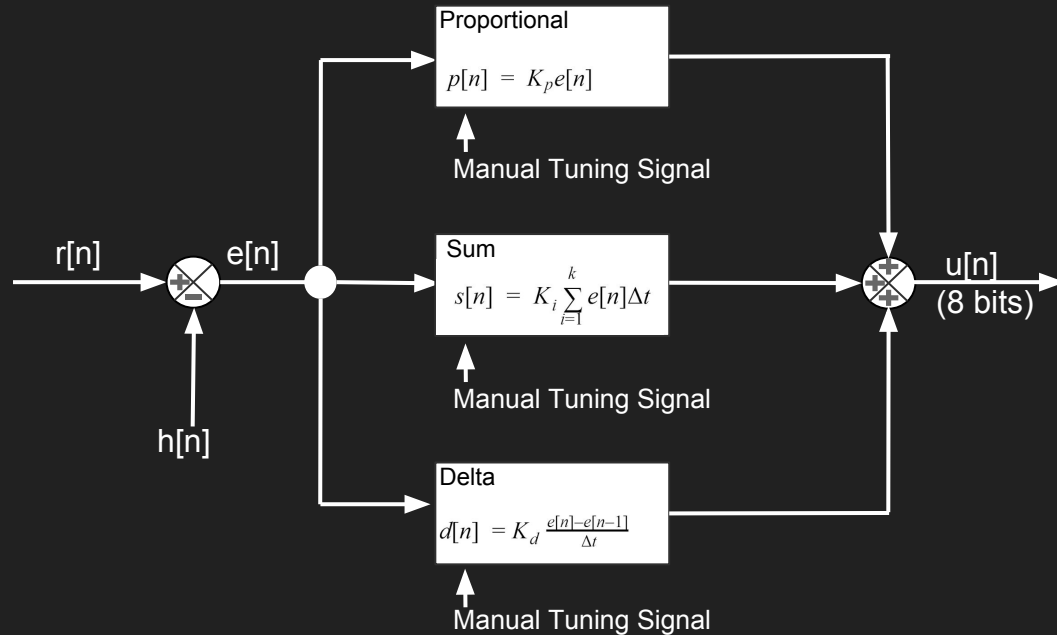 Proportional
p[n] = K_p e[n]
Manual Tuning Signal
r[n]
e[n]
+
−
h[n]
Sum
s[n] = K_i ∑_{i=1}^{k} e[n]Δt
Manual Tuning Signal
+
+
+
u[n]
(8 bits)
Delta
d[n] = K_d \frac{e[n]−e[n−1]}{Δt}
Manual Tuning Signal